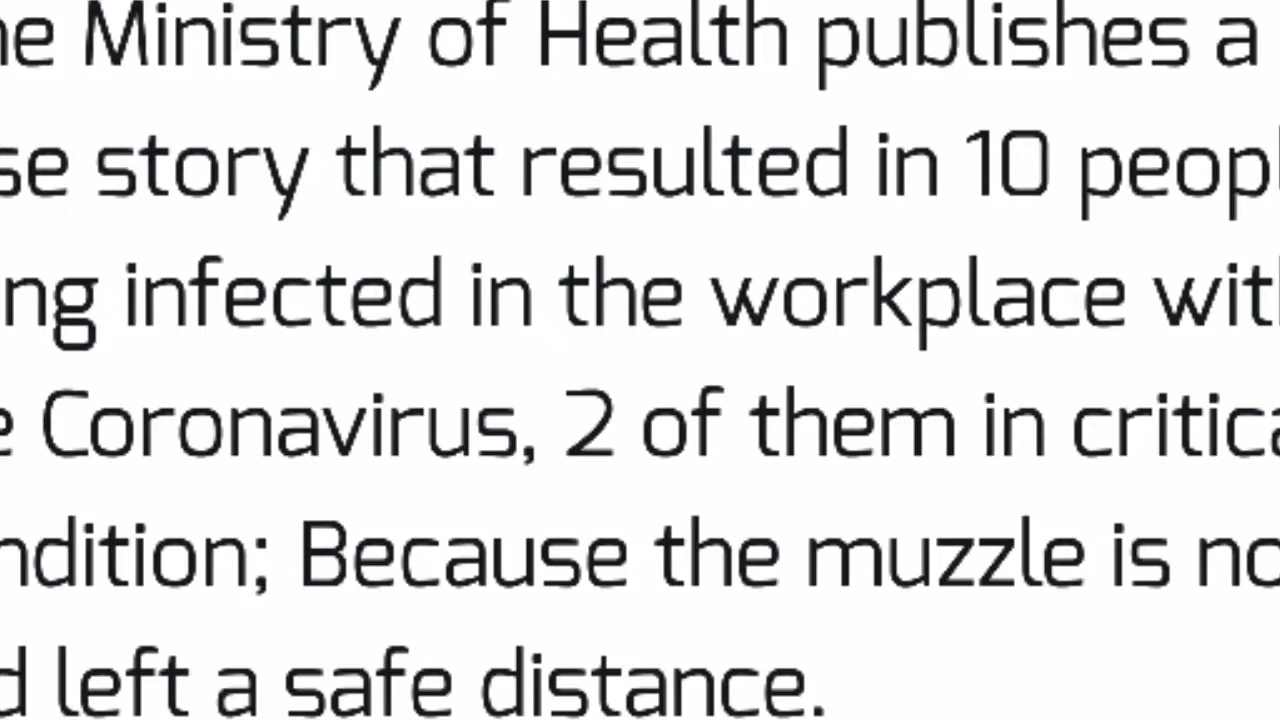 he Ministry of Health publishes a
se story that resulted in 10 peopl
ng infected in the workplace with
e Coronavirus, 2 of them in critica
ndition; Because the muzzle is no
d left a safe distance.